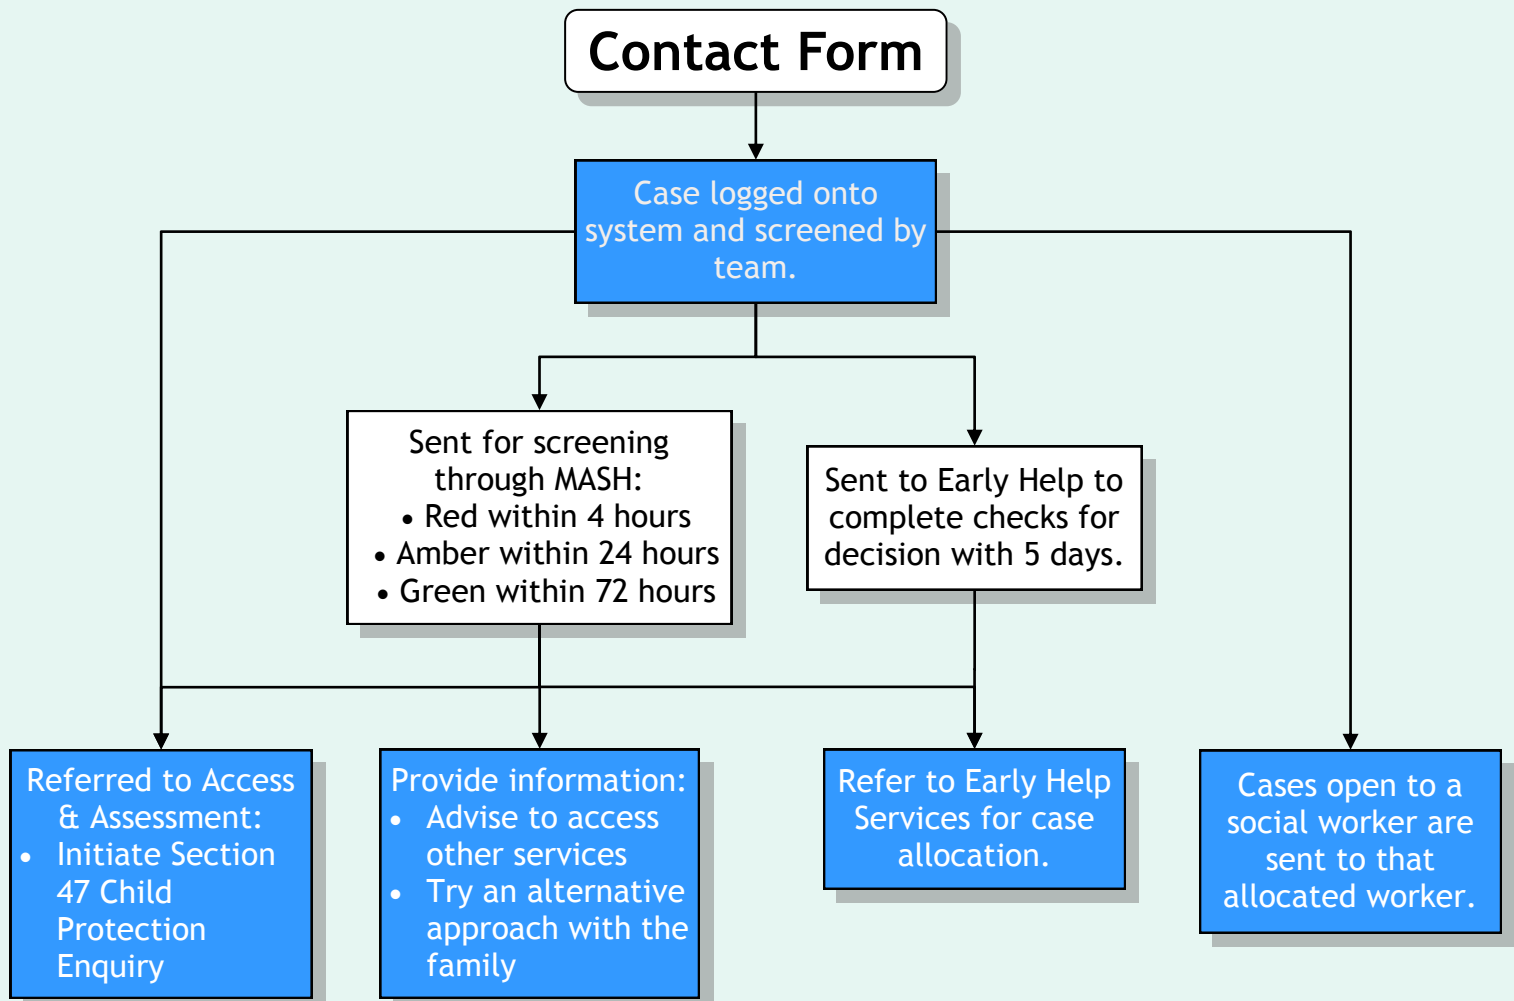 Contact Form
Case logged onto
system and screened by
team.
Sent for screening
through MASH:
• Red within 4 hours
• Amber within 24 hours
• Green within 72 hours
Sent to Early Help to
complete checks for
decision with 5 days.
Referred to Access
& Assessment:
• Initiate Section
47 Child
Protection
Enquiry
Provide information:
• Advise to access
other services
• Try an alternative
approach with the
family
Refer to Early Help
Services for case
allocation.
Cases open to a
social worker are
sent to that
allocated worker.